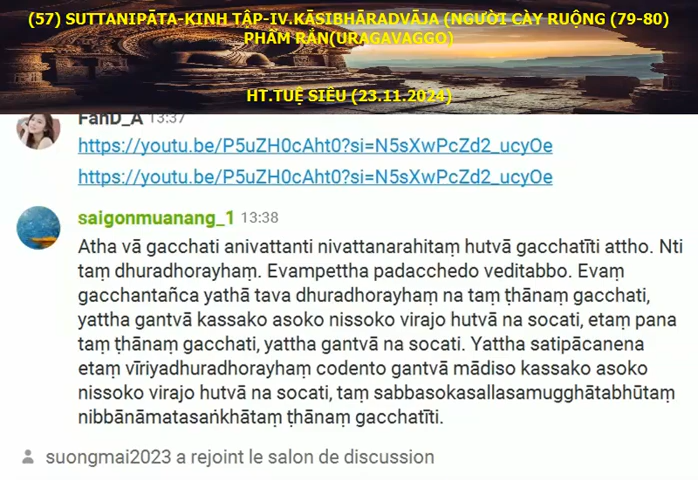 (57) SUTTANIPĀTA-KINH TẬP-IV.KĀSIBHĀRADVĀJA (NGƯỜI CÀY RUỘNG (79-80)
PHẨM RẮN(URAGAVAGGO)
HT.TUỆ SIÊU (23.11.2024)
FanD_A 13:37
https://youtu.be/P5uZH0cAht0?si=N5sXwPcZd2_ucyOe
https://youtu.be/P5uZH0cAht0?si=N5sXwPcZd2_ucyOe
saigonmuanang_1 13:38
Atha vā gacchati anivattanti nivattanarahitaṃ hutvā gacchatīti attho. Nti
taṃ dhuradhorayhaṃ. Evampettha padacchedo veditabbo. Evaṃ
gacchantañca yathā tava dhuradhorayhaṃ na taṃ ṭhānaṃ gacchati,
yattha gantvā kassako asoko nissoko virajo hutvā na socati, etaṃ pana
taṃ ṭhānaṃ gacchati, yattha gantvā na socati. Yattha satipācanena
etaṃ vīriyadhuradhorayhaṃ codento gantvā mādiso kassako asoko
nissoko virajo hutvā na socati, taṃ sabbasokasallasamugghātabhūtaṃ
nibbānāmatasaṅkhātaṃ ṭhānaṃ gacchatīti.
suongmai2023 a rejoint le salon de discussion